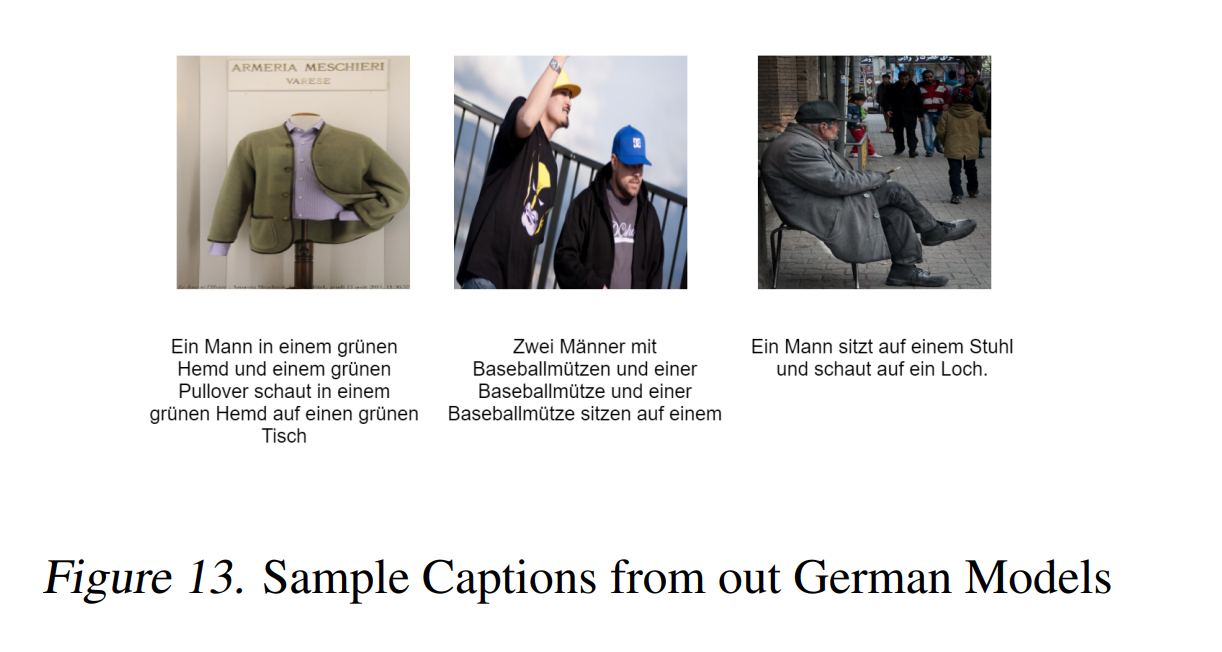 ARMERIA MESCHIERI
VARESE
Ein Mann in einem grünen
Hemd und einem grünen
Pullover schaut in einem
grünen Hemd auf einen grünen
Tisch
Zwei Männer mit
Baseballmützen und einer
Baseballmütze und einer
Baseballmütze sitzen auf einem
Ein Mann sitzt auf einem Stuhl
und schaut auf ein Loch.
Figure 13. Sample Captions from out German Models